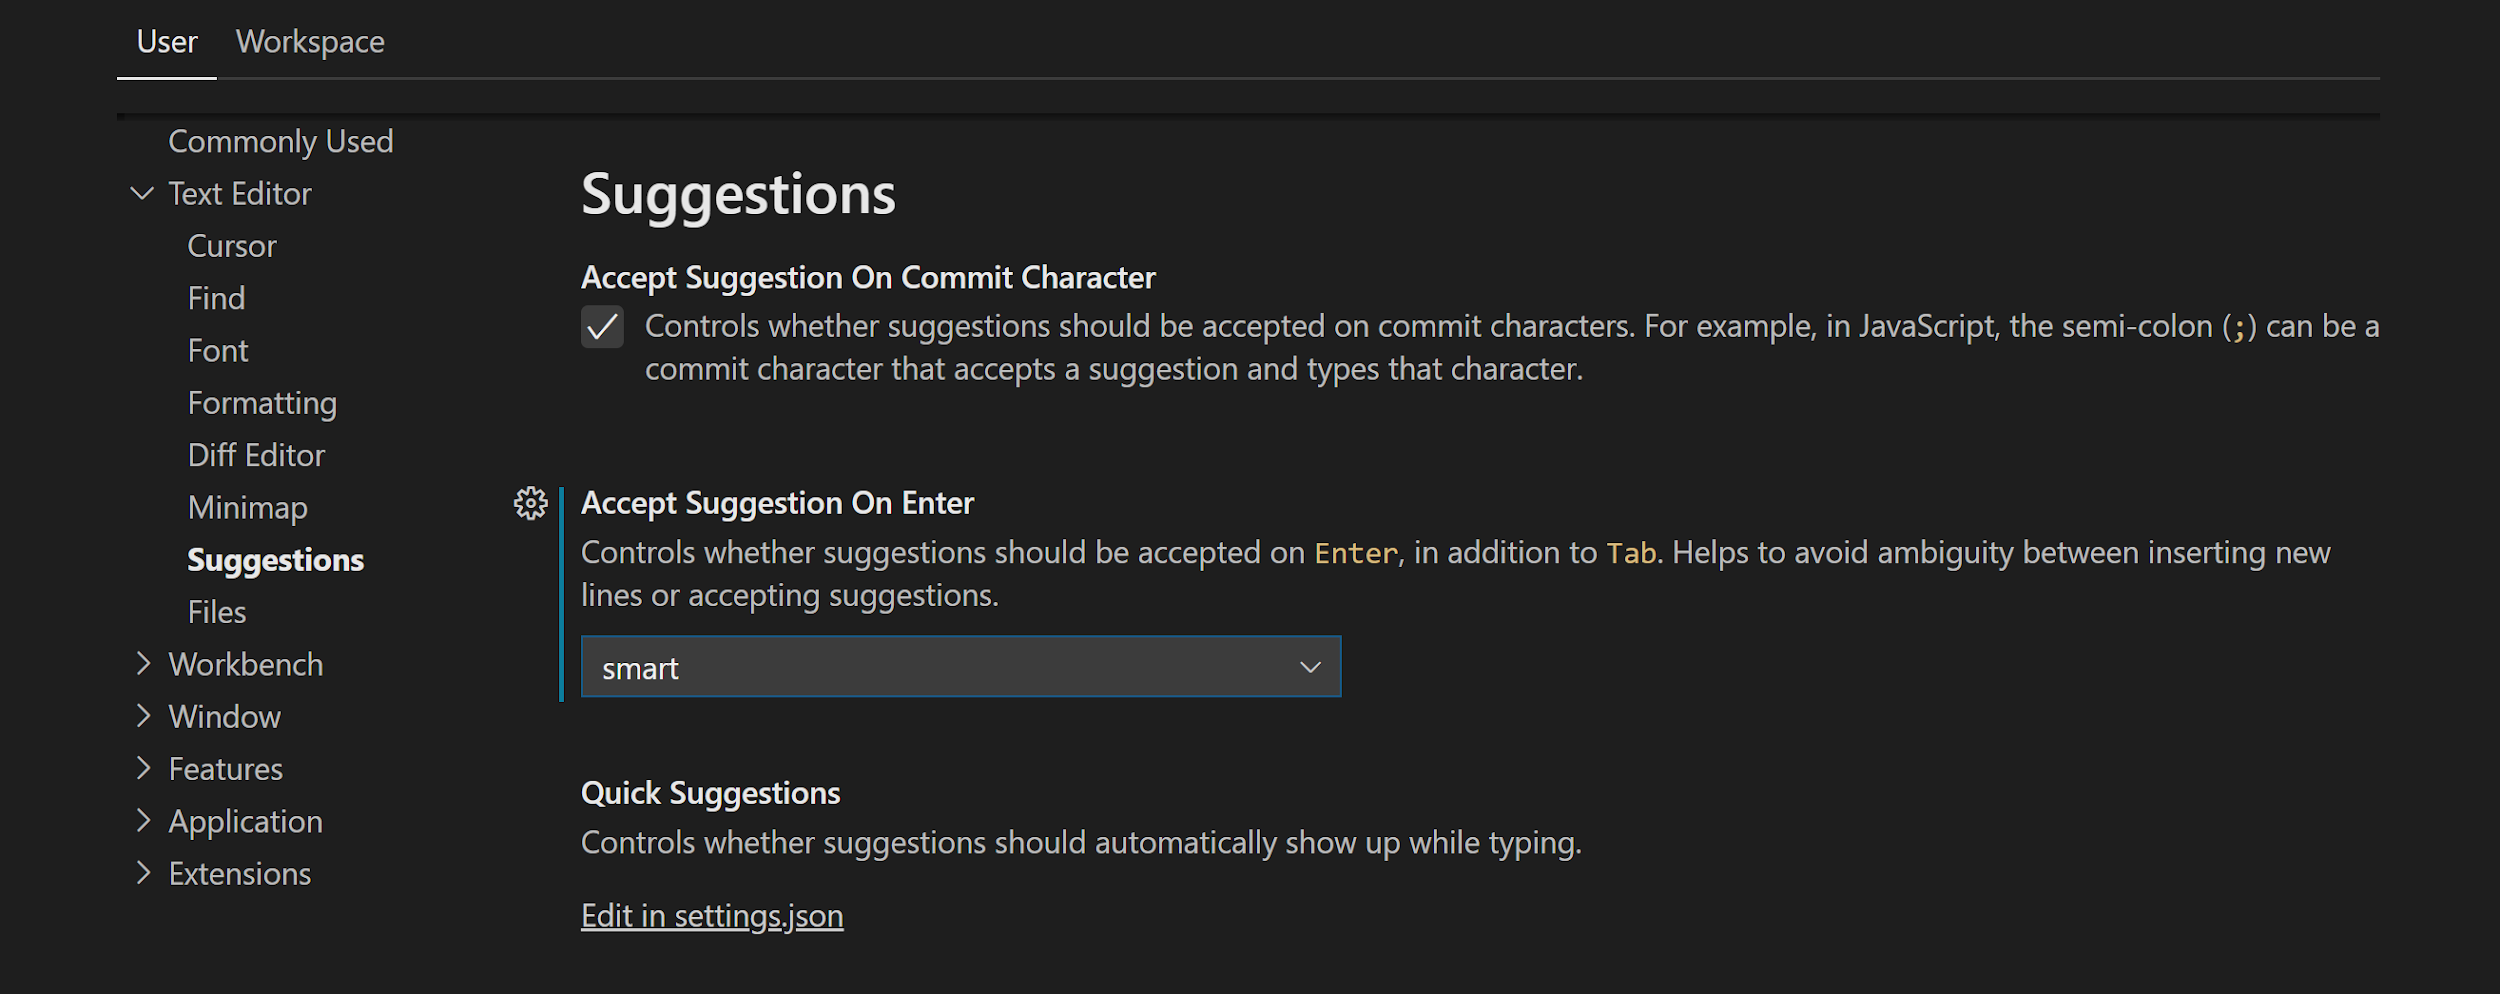 User Workspace
Commonly Used
Text Editor
Cursor
Find
Font
Formatting
Diff Editor
Minimap
Suggestions
Files
Workbench
Window
Features
Application
Extensions
Suggestions
Accept Suggestion On Commit Character
Controls whether suggestions should be accepted on commit characters. For example, in JavaScript, the semi-colon (;) can be a
commit character that accepts a suggestion and types that character.
Accept Suggestion On Enter
Controls whether suggestions should be accepted on Enter, in addition to Tab. Helps to avoid ambiguity between inserting new
lines or accepting suggestions.
smart
Quick Suggestions
Controls whether suggestions should automatically show up while typing.
Edit in settings.json